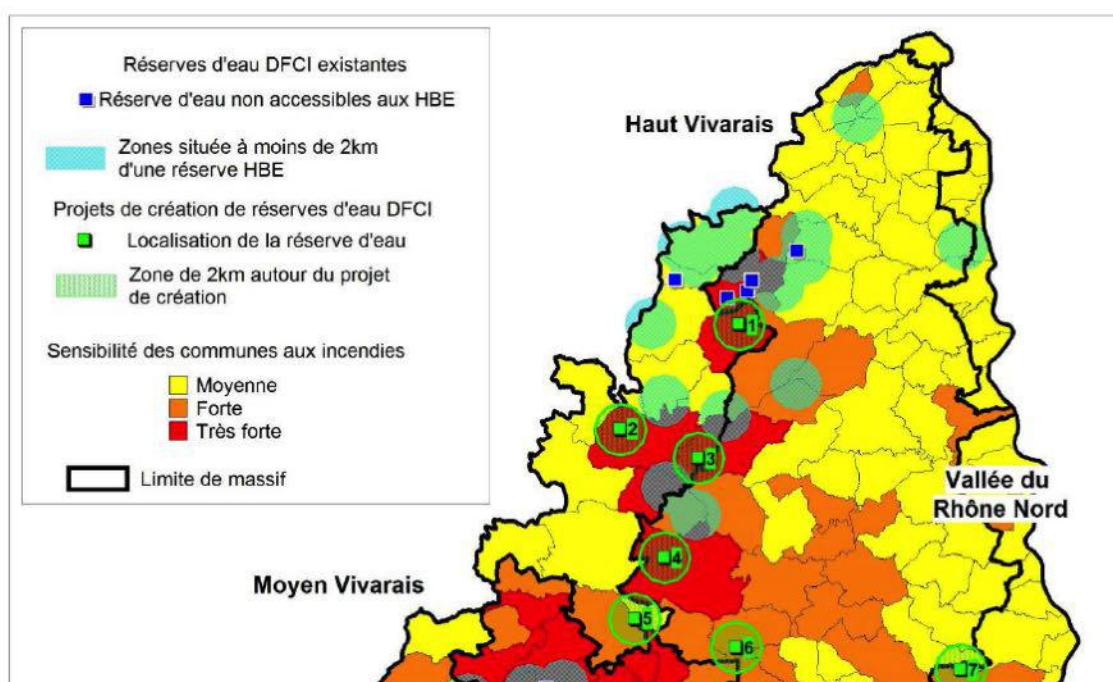 Réserves d'eau DFCI existantes
Réserve d'eau non accessibles aux HBE
Zones située à moins de 2km
d'une réserve HBE
Projets de création de réserves d'eau DFCI
Localisation de la réserve d'eau
Zone de 2km autour du projet
de création
Sensibilité des communes aux incendies
Moyenne
Forte
Très forte
Limite de massif
Haut Vivarais
1
2
3
Vallée du
Rhône Nord
4
Moyen Vivarais
5
6
7